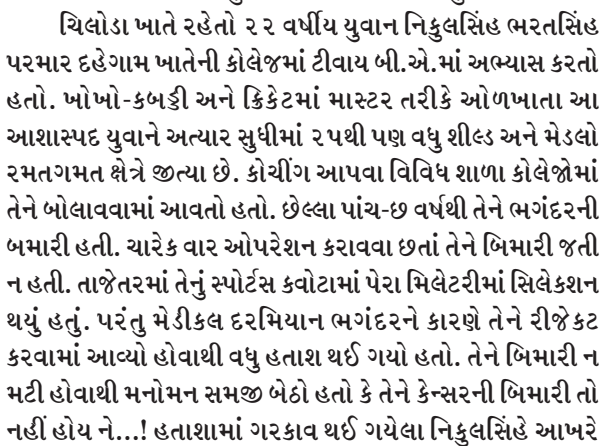 ચિલોડા ખાતે રહેતો ૨૨ વર્ષીય યુવાન નિકુલસિંહ ભરતસિંહ
પરમાર દહેગામ ખાતેની કોલેજમાં ટીવાય બી.એ.માં અભ્યાસ કરતો
હતો. ખોખો-કબડ્ડી અને ક્રિકેટમાં માસ્ટર તરીકે ઓળખાતા આ
આશાસ્પદ યુવાને અત્યાર સુધીમાં ૨૫થી પણ વધુ શીલ્ડ અને મેડલો
રમતગમત ક્ષેત્રે જીત્યા છે. કોચીંગ આપવા વિવિધ શાળા કોલેજોમાં
તેને બોલાવવામાં આવતો હતો. છેલ્લા પાંચ-છ વર્ષથી તેને ભગંદરની
બમારી હતી. ચારેક વાર ઓપરેશન કરાવવા છતાં તેને બિમારી જતી
ન હતી. તાજેતરમાં તેનું સ્પોર્ટસ કવોટામાં પેરા મિલેટરીમાં સિલેકશન
થયું હતું. પરંતુ મેડીકલ દરમિયાન ભગંદરને કારણે તેને રીજેકટ
કરવામાં આવ્યો હોવાથી વધુ હતાશ થઈ ગયો હતો. તેને બિમારી ન
મટી હોવાથી મનોમન સમજી બેઠો હતો કે તેને કેન્સરની બિમારી તો
નહીં હોય ને...! હતાશામાં ગરકાવ થઈ ગયેલા નિકુલસિંહે આખરે